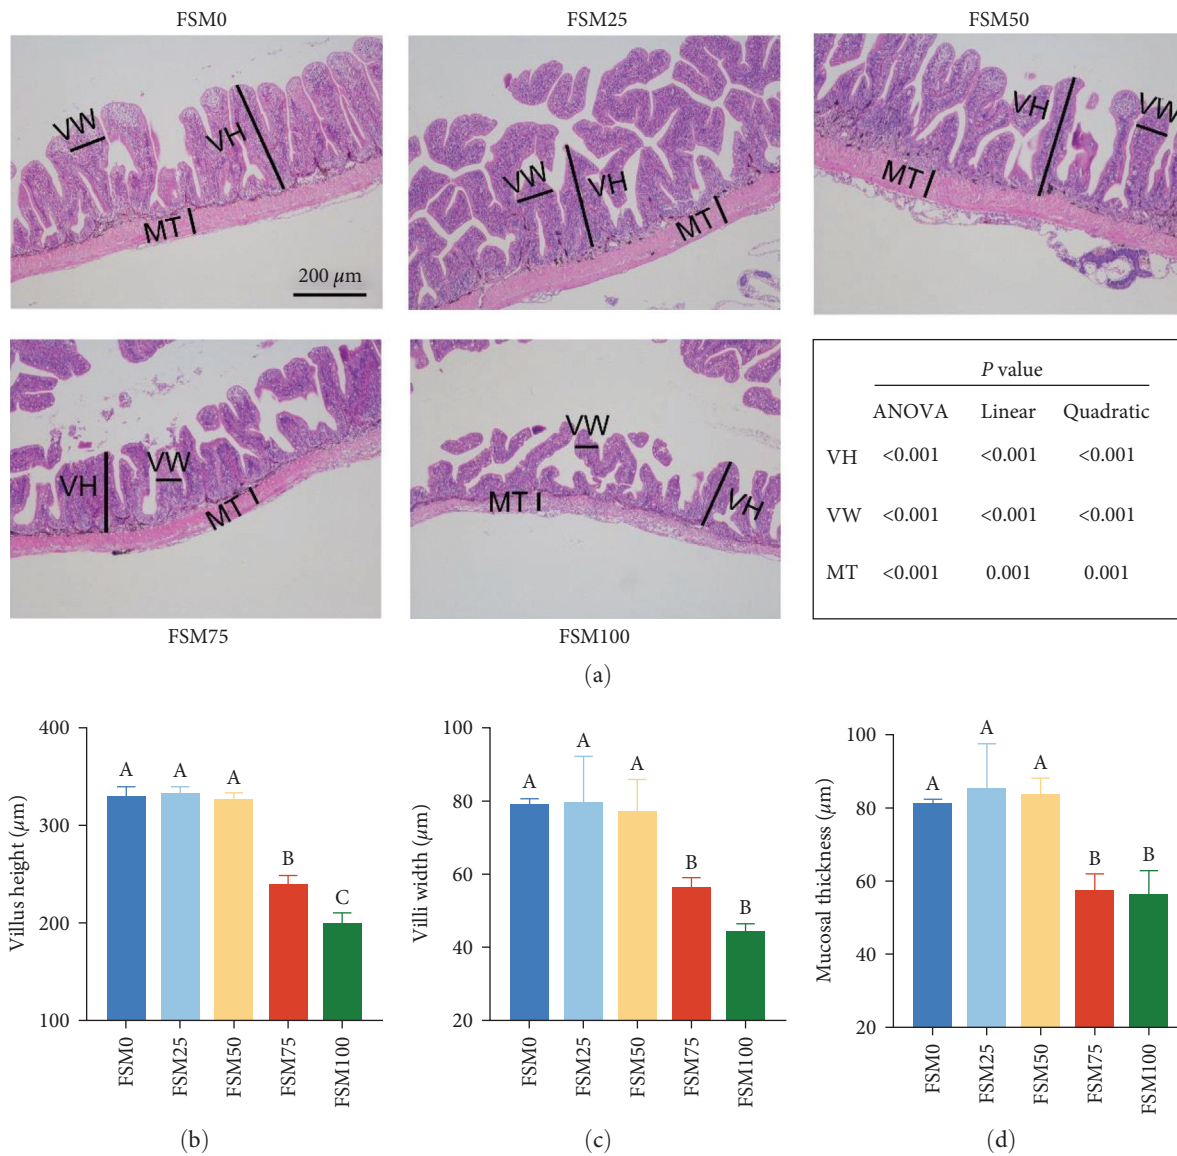 FSM0
FSM25
FSM50
VW
VH
MT
200 μm
VW
VH
MT
VH
VW
MT
VH
VW
MT
VW
MT
VH
FSM75
FSM100
P value
ANOVA Linear Quadratic
VH <0.001 <0.001 <0.001
VW <0.001 <0.001 <0.001
MT <0.001 0.001 0.001
(a)
Villus height (μm)
400
300
200
100
A
A
A
B
C
FSM0
FSM25
FSM50
FSM75
FSM100
(b)
Villi width (μm)
100
80
60
40
20
A
A
A
B
B
FSM0
FSM25
FSM50
FSM75
FSM100
(c)
Mucosal thickness (μm)
100
80
60
40
20
A
A
A
B
B
FSM0
FSM25
FSM50
FSM75
FSM100
(d)